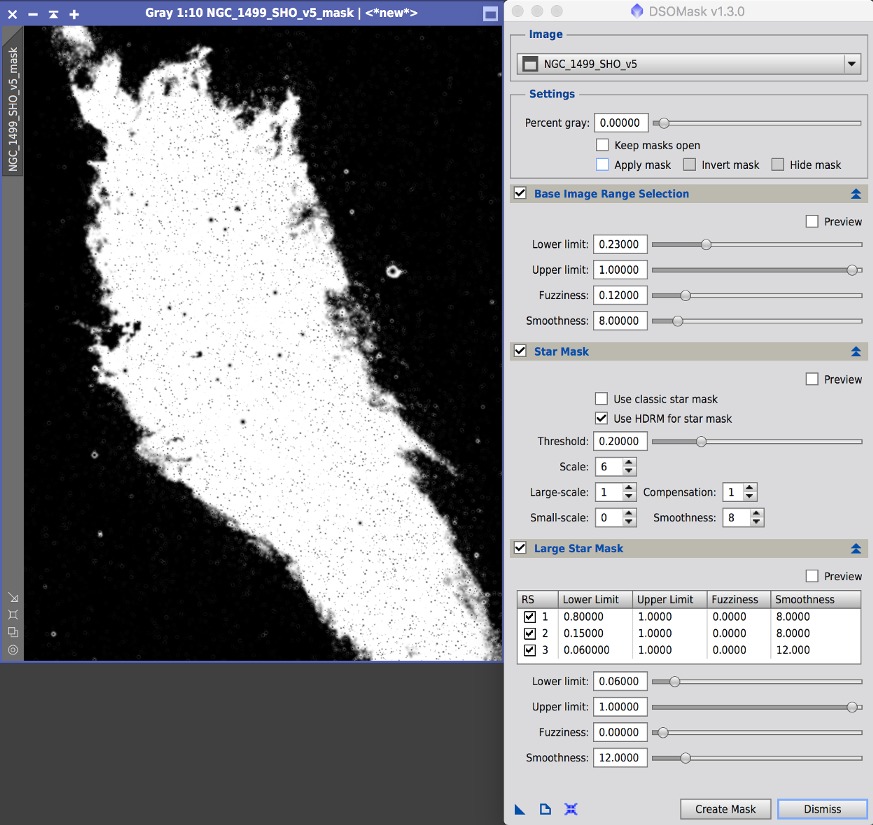 Gray 1:10 NGC_1499_SHO_v5_mask | <*new*>
NGC_1499_SHO_v5_mask
DSOMask v1.3.0
Image
NGC_1499_SHO_v5
Settings
Percent gray: 0.00000
Keep masks open
Apply mask Invert mask Hide mask
Base Image Range Selection
Preview
Lower limit: 0.23000
Upper limit: 1.00000
Fuzziness: 0.12000
Smoothness: 8.00000
Star Mask
Preview
Use classic star mask
Use HDRM for star mask
Threshold: 0.20000
Scale: 6
Large-scale: 1 Compensation: 1
Small-scale: 0 Smoothness: 8
Large Star Mask
Preview
RS Lower Limit Upper Limit Fuzziness Smoothness
1 0.80000 1.0000 0.0000 8.0000
2 0.15000 1.0000 0.0000 8.0000
3 0.060000 1.0000 0.0000 12.000
Lower limit: 0.06000
Upper limit: 1.00000
Fuzziness: 0.00000
Smoothness: 12.0000
Create Mask Dismiss